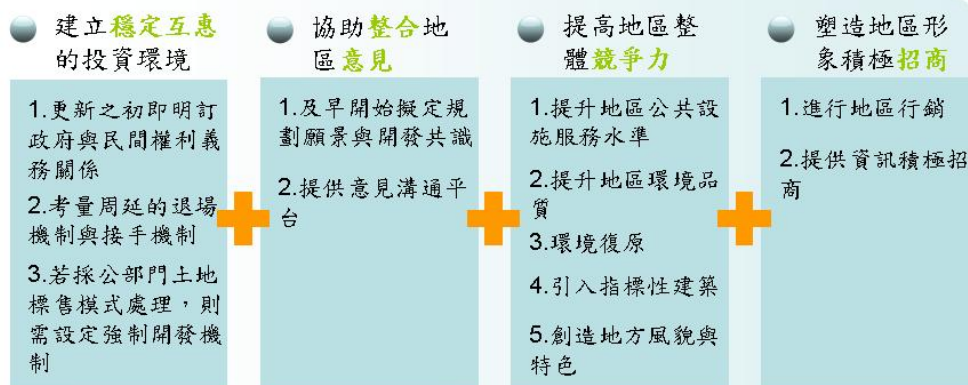 建立穩定互惠
的投資環境
1.更新之初即明訂
政府與民間權利義
務關係
2.考量周延的退場
機制與接手機制
3.若採公部門土地
標售模式處理，則
需設定強制開發機
制
協助整合地
區意見
1.及早開始擬定規
劃願景與開發共識
2.提供意見溝通平
台
提高地區整
體競爭力
1.提升地區公共設
施服務水準
2.提升地區環境品
質
3.環境復原
4.引入指標性建築
5.創造地方風貌與
特色
塑造地區形
象積極招商
1.進行地區行銷
2.提供資訊積極招
商